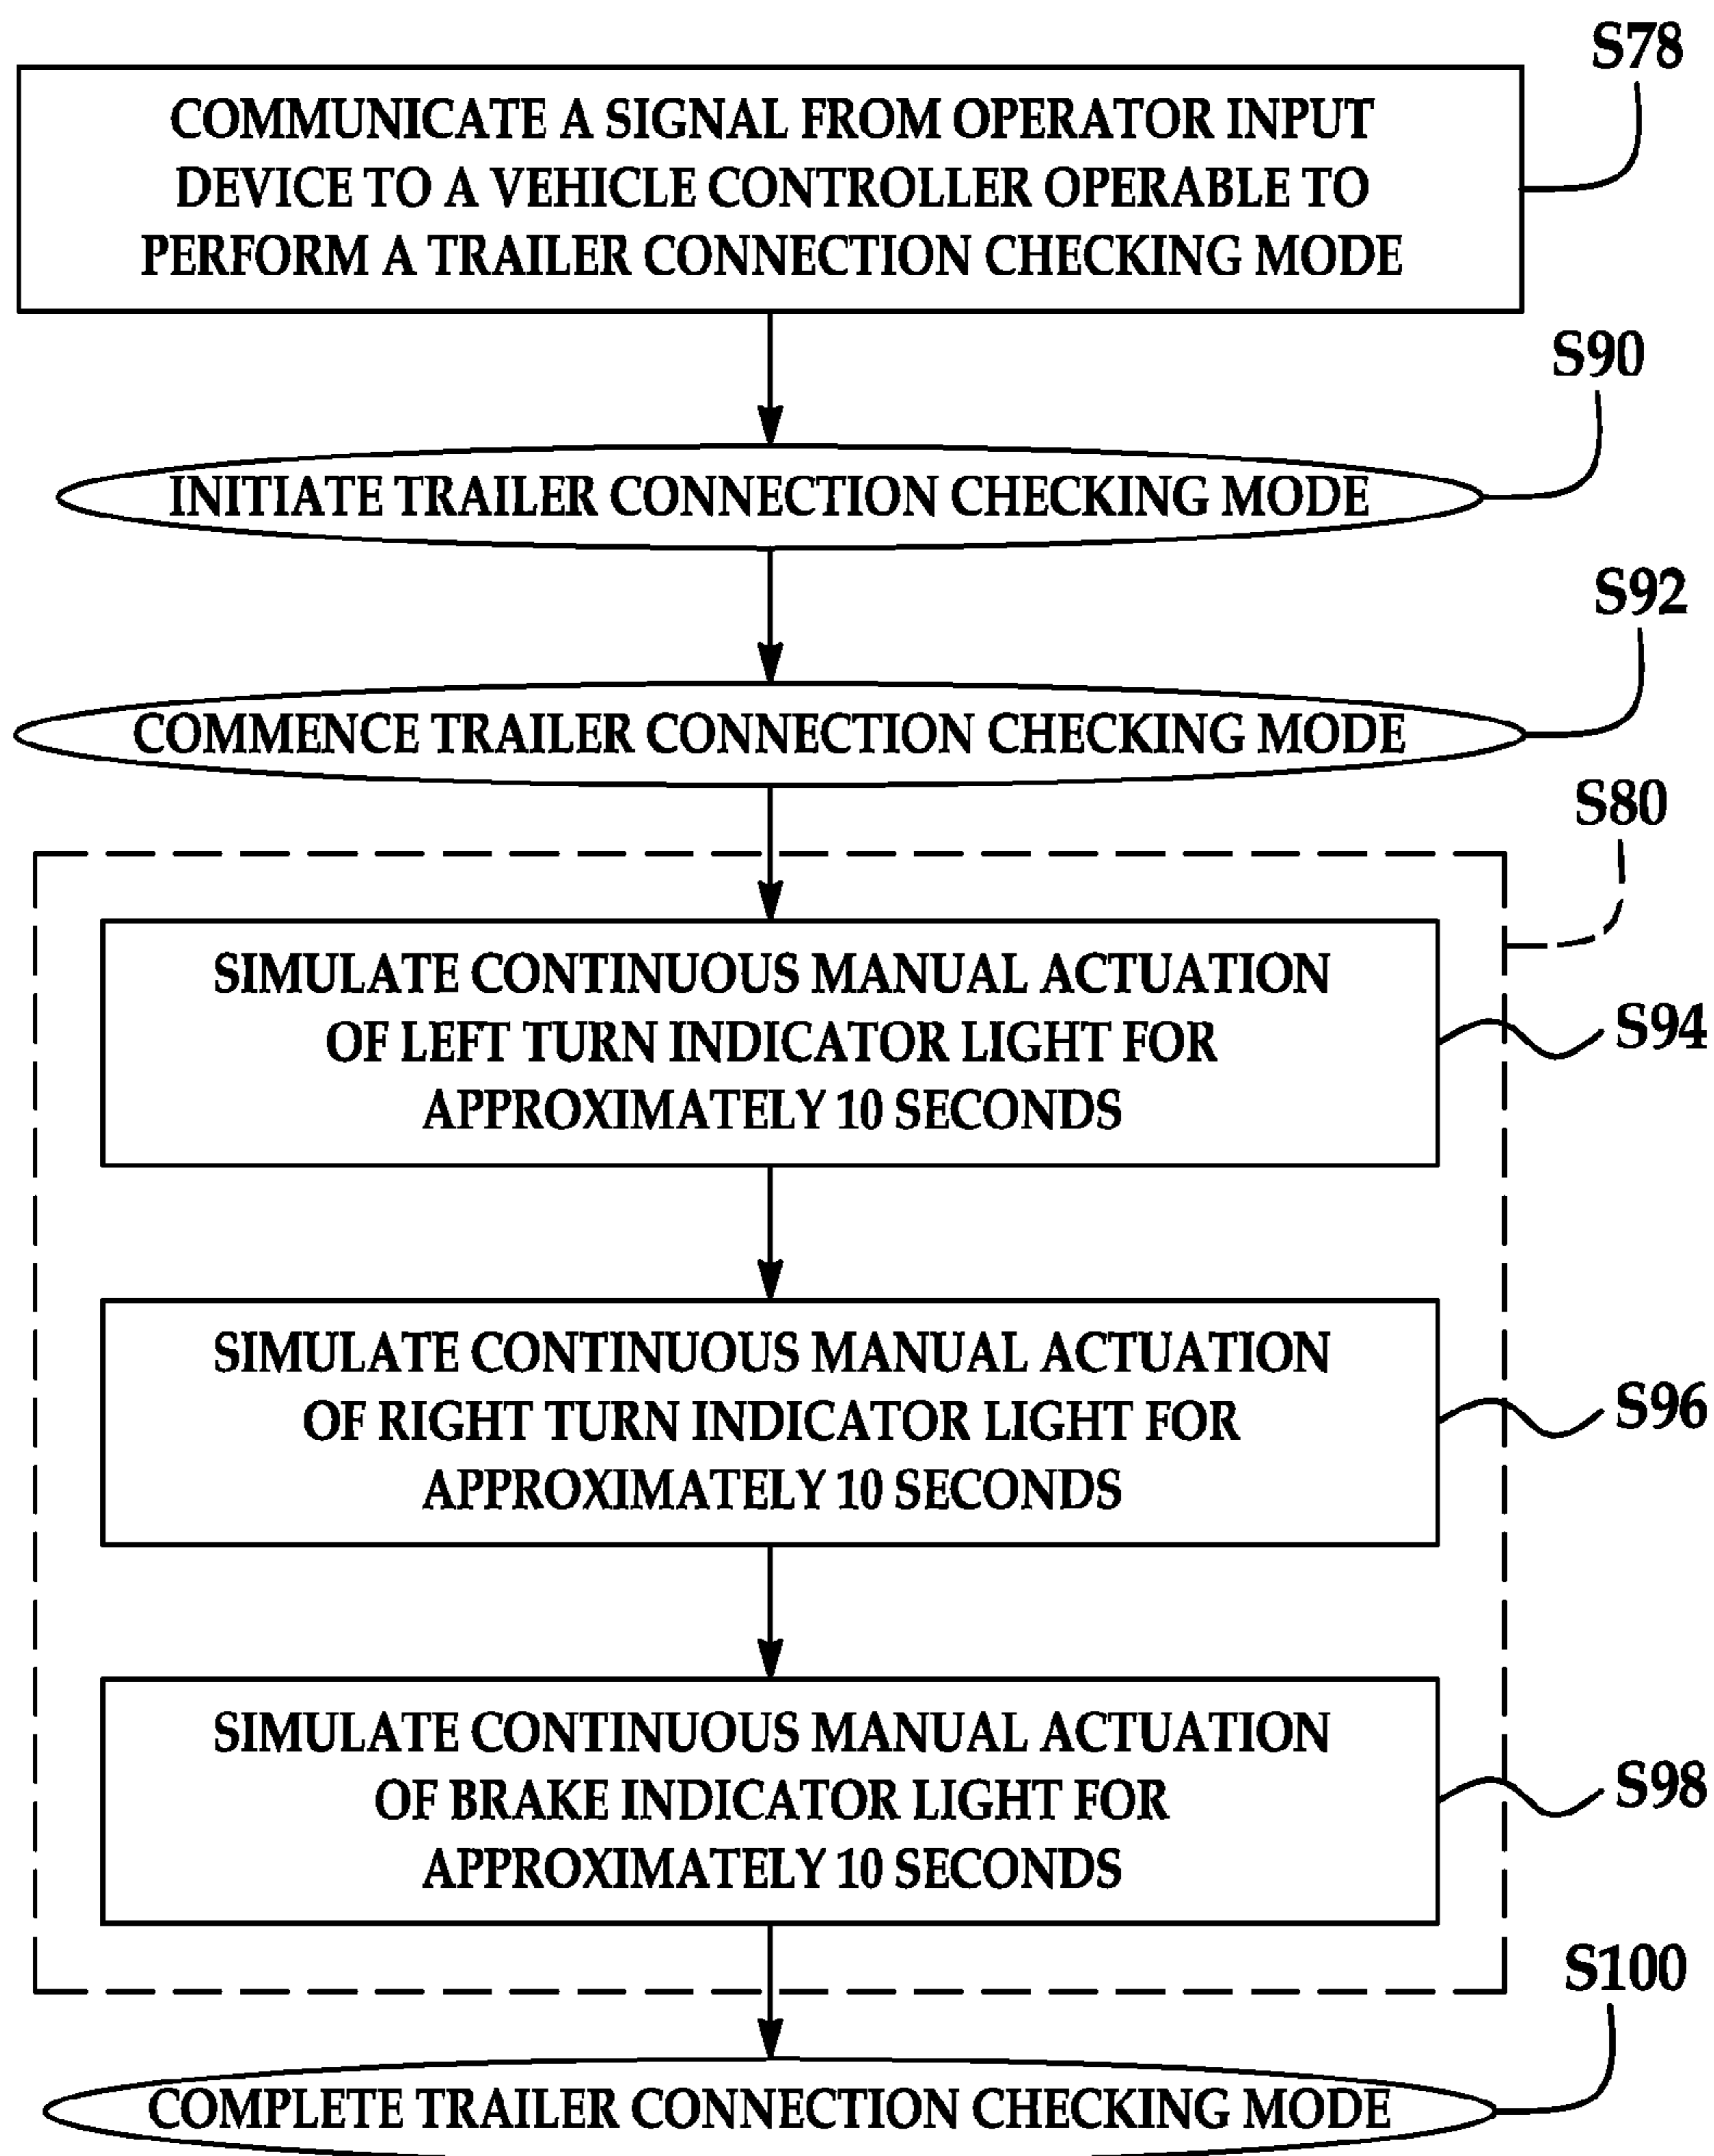 S78
COMMUNICATE A SIGNAL FROM OPERATOR INPUT
DEVICE TO A VEHICLE CONTROLLER OPERABLE TO
PERFORM A TRAILER CONNECTION CHECKING MODE
S90
INITIATE TRAILER CONNECTION CHECKING MODE
S92
COMMENCE TRAILER CONNECTION CHECKING MODE
S80
SIMULATE CONTINUOUS MANUAL ACTUATION
OF LEFT TURN INDICATOR LIGHT FOR
APPROXIMATELY 10 SECONDS
S94
SIMULATE CONTINUOUS MANUAL ACTUATION
OF RIGHT TURN INDICATOR LIGHT FOR
APPROXIMATELY 10 SECONDS
S96
SIMULATE CONTINUOUS MANUAL ACTUATION
OF BRAKE INDICATOR LIGHT FOR
APPROXIMATELY 10 SECONDS
S98
S100
COMPLETE TRAILER CONNECTION CHECKING MODE